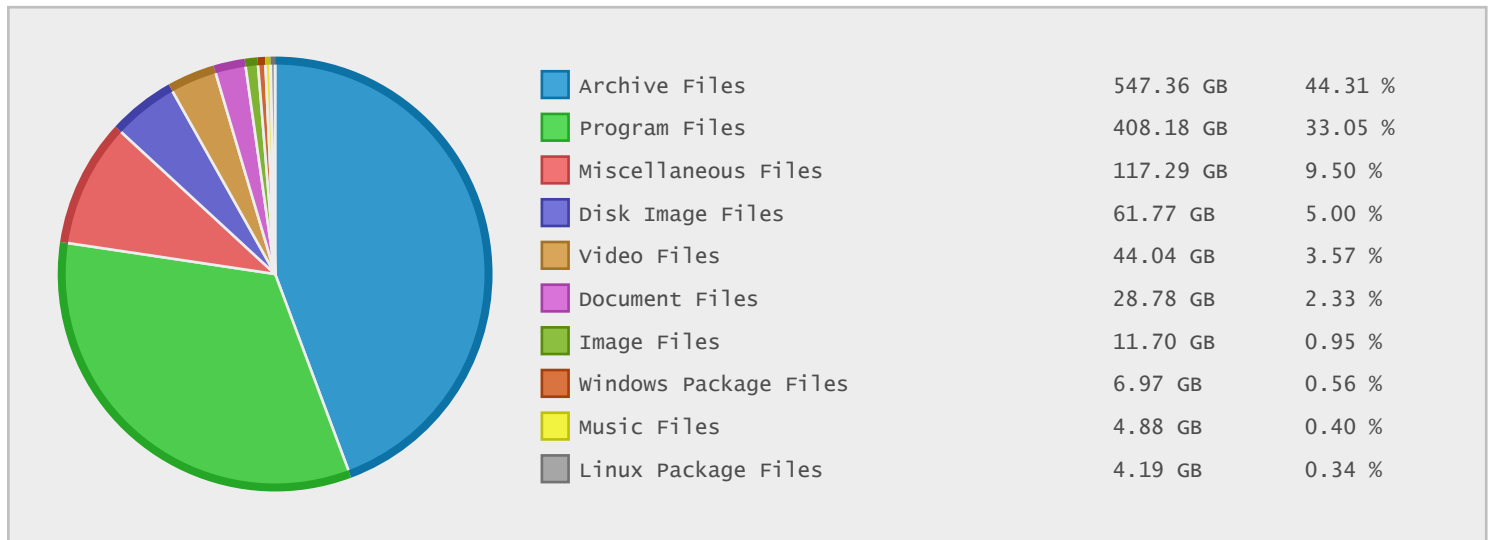 Archive Files 547.36 GB 44.31 %
Program Files 408.18 GB 33.05 %
Miscellaneous Files 117.29 GB 9.50 %
Disk Image Files 61.77 GB 5.00 %
Video Files 44.04 GB 3.57 %
Document Files 28.78 GB 2.33 %
Image Files 11.70 GB 0.95 %
Windows Package Files 6.97 GB 0.56 %
Music Files 4.88 GB 0.40 %
Linux Package Files 4.19 GB 0.34 %